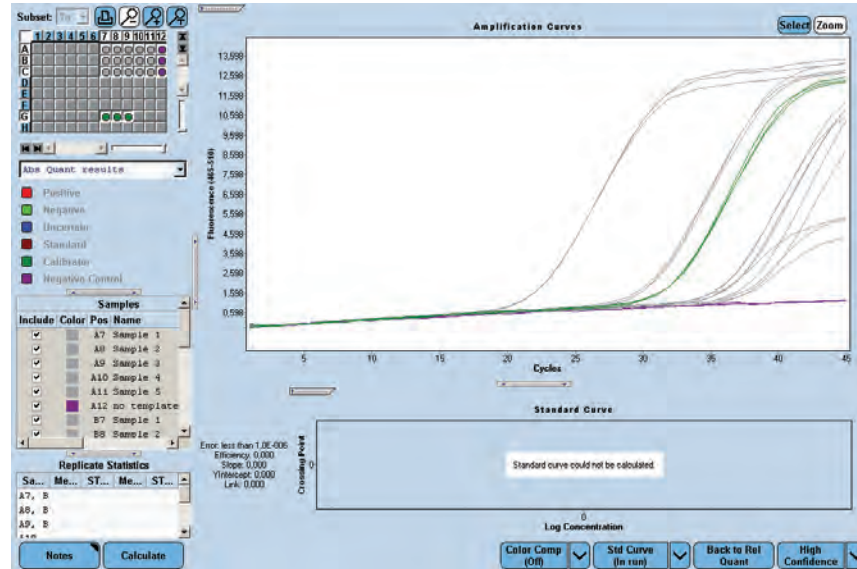 Subset: To
1 2 3 4 5 6 7 8 9 10 11 12
A
B
C
D
E
F
G
H
Abs Quant results
Positive
Negative
Uncertain
Standard
Calibrator
Negative Control
Samples
Include Color Pos Name
A7 Sample 1
A8 Sample 2
A9 Sample 3
A10 Sample 4
A11 Sample 5
A12 no template
B7 Sample 1
B8 Sample 2
Replicate Statistics
Sa... Me... ST... Me... ST...
A7, B
A8, B
A9, B
Notes
Calculate
Amplification Curves
Select
Zoom
Fluorescence (465-510)
13,598
12,598
11,598
10,598
9,598
8,598
7,598
6,598
5,598
4,598
3,598
2,598
1,598
0,598
5 10 15 20 25 30 35 40 45
Cycles
Standard Curve
Error: less than 1,0E-006
Efficiency: 0,000
Slope: 0,000
YIntercept: 0,000
Link: 0,000
Crossing Point
0
Standard curve could not be calculated.
0
Log Concentration
Color Comp (Off)
Std Curve (In run)
Back to Rel Quant
High Confidence